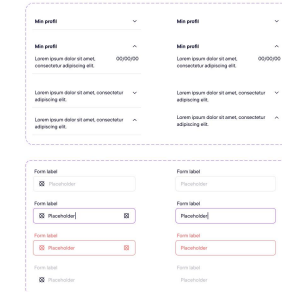 Min profil
Min profil
Min profil
Min profil
Lorem ipsum dolor sit amet, 00/00/00
consectetur adipiscing elit.
Lorem ipsum dolor sit amet, 00/00/00
consectetur adipiscing elit.
Lorem ipsum dolor sit amet, consectetur
adipiscing elit.
Lorem ipsum dolor sit amet, consectetur
adipiscing elit.
Lorem ipsum dolor sit amet, consectetur
adipiscing elit.
Lorem ipsum dolor sit amet, consectetur
adipiscing elit.
Form label
Form label
Placeholder
Placeholder
Form label
Form label
Placeholder
Placeholder
Form label
Form label
Placeholder
Placeholder
Form label
Form label
Placeholder
Placeholder